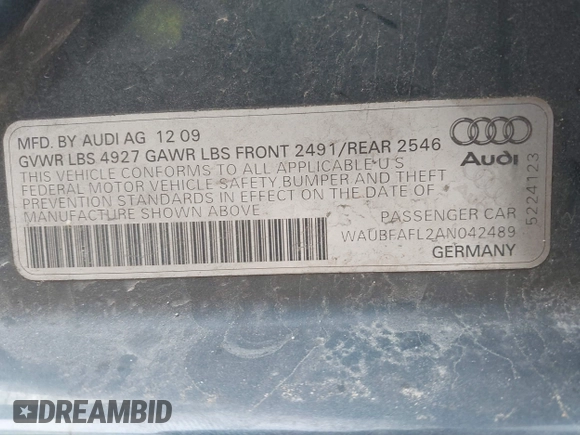 MFD. BY AUDI AG 12 09
GVWR LBS 4927 GAWR LBS FRONT 2491/REAR 2546
THIS VEHICLE CONFORMS TO ALL APPLICABLE U S
FEDERAL MOTOR VEHICLE SAFETY BUMPER AND THEFT
PREVENTION STANDARDS IN EFFECT ON THE DATE OF
MANUFACTURE SHOWN ABOVE.
Audi
5224123
PASSENGER CAR
WAUBFAFL2AN042489
GERMANY
DREAMBID